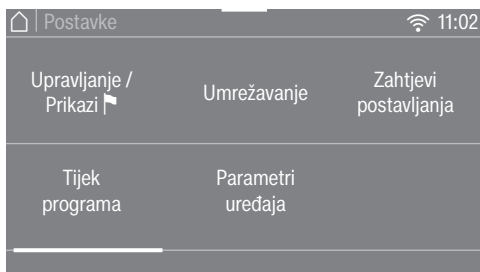 Postavke 11:02
Upravljanje /
Prikazi
Umrežavanje
Zahtjevi
postavljanja
Tijek
programa
Parametri
uređaja